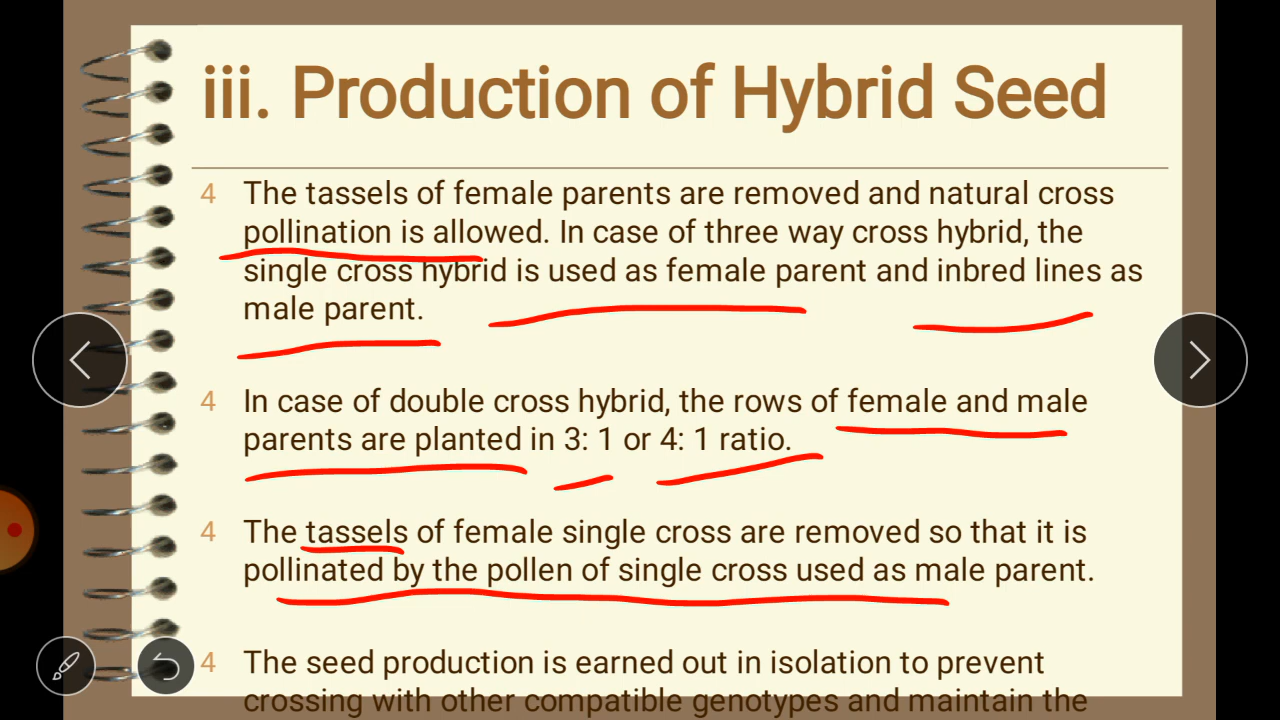 iii. Production of Hybrid Seed
4 The tassels of female parents are removed and natural cross
pollination is allowed. In case of three way cross hybrid, the
single cross hybrid is used as female parent and inbred lines as
male parent.
4 In case of double cross hybrid, the rows of female and male
parents are planted in 3: 1 or 4: 1 ratio.
4 The tassels of female single cross are removed so that it is
pollinated by the pollen of single cross used as male parent.
4 The seed production is earned out in isolation to prevent
crossing with other compatible genotypes and maintain the